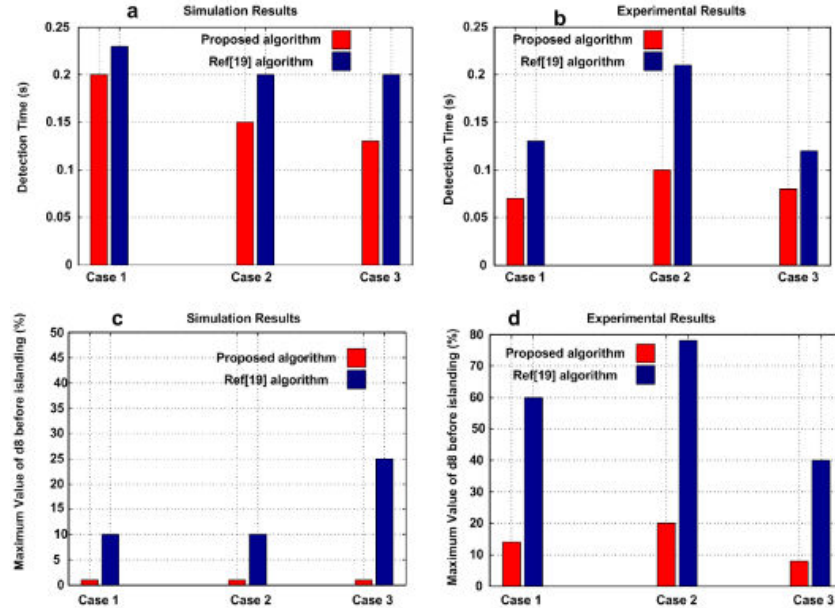 a
Simulation Results
0.25
0.2
0.15
0.1
0.05
0
Detection Time (s)
Proposed algorithm
Ref[19] algorithm
Case 1
Case 2
Case 3
b
Experimental Results
0.25
0.2
0.15
0.1
0.05
0
Detection Time (s)
Proposed algorithm
Ref[19] algorithm
Case 1
Case 2
Case 3
c
Simulation Results
50
45
40
35
30
25
20
15
10
5
0
Maximum Value of d8 before islanding (%)
Proposed algorithm
Ref[19] algorithm
Case 1
Case 2
Case 3
d
Experimental Results
80
70
60
50
40
30
20
10
0
Maximum Value of d8 before islanding (%)
Proposed algorithm
Ref[19] algorithm
Case 1
Case 2
Case 3